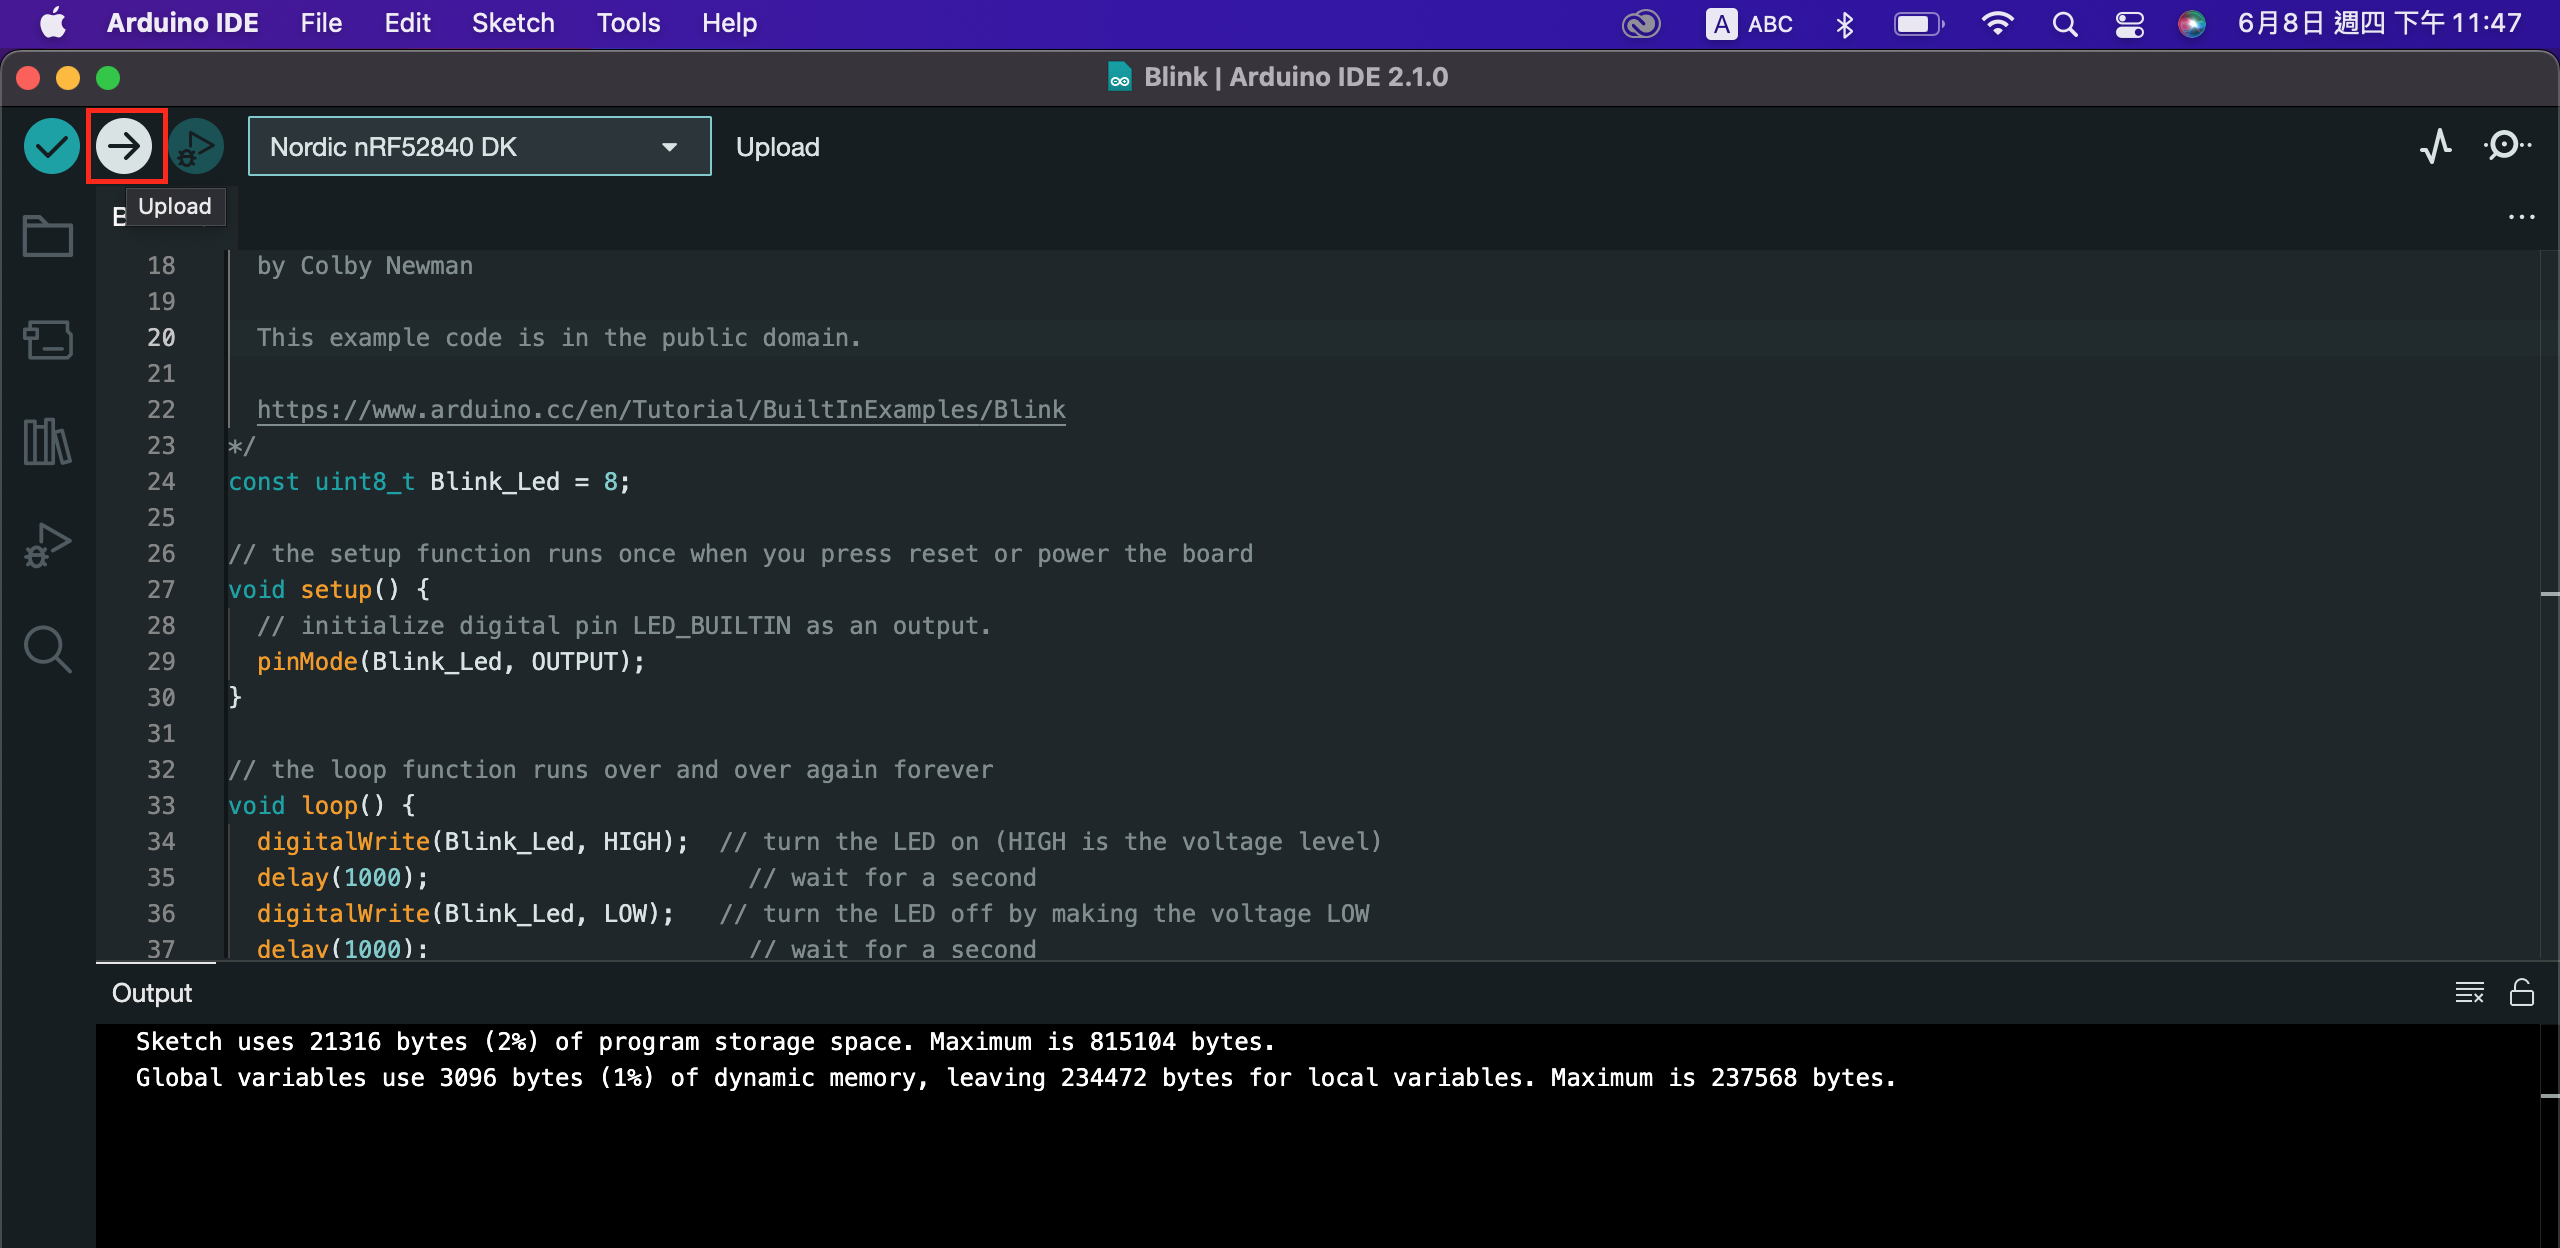 Arduino IDE File Edit Sketch Tools Help A ABC 6月8日 週四 下午 11:47
Blink | Arduino IDE 2.1.0
Nordic nRF52840 DK Upload
Upload
18 by Colby Newman
19
20 This example code is in the public domain.
21
22 https://www.arduino.cc/en/Tutorial/BuiltInExamples/Blink
23 */
24 const uint8_t Blink_Led = 8;
25
26 // the setup function runs once when you press reset or power the board
27 void setup() {
28 // initialize digital pin LED_BUILTIN as an output.
29 pinMode(Blink_Led, OUTPUT);
30 }
31
32 // the loop function runs over and over again forever
33 void loop() {
34 digitalWrite(Blink_Led, HIGH); // turn the LED on (HIGH is the voltage level)
35 delay(1000); // wait for a second
36 digitalWrite(Blink_Led, LOW); // turn the LED off by making the voltage LOW
37 delay(1000); // wait for a second
Output
Sketch uses 21316 bytes (2%) of program storage space. Maximum is 815104 bytes.
Global variables use 3096 bytes (1%) of dynamic memory, leaving 234472 bytes for local variables. Maximum is 237568 bytes.